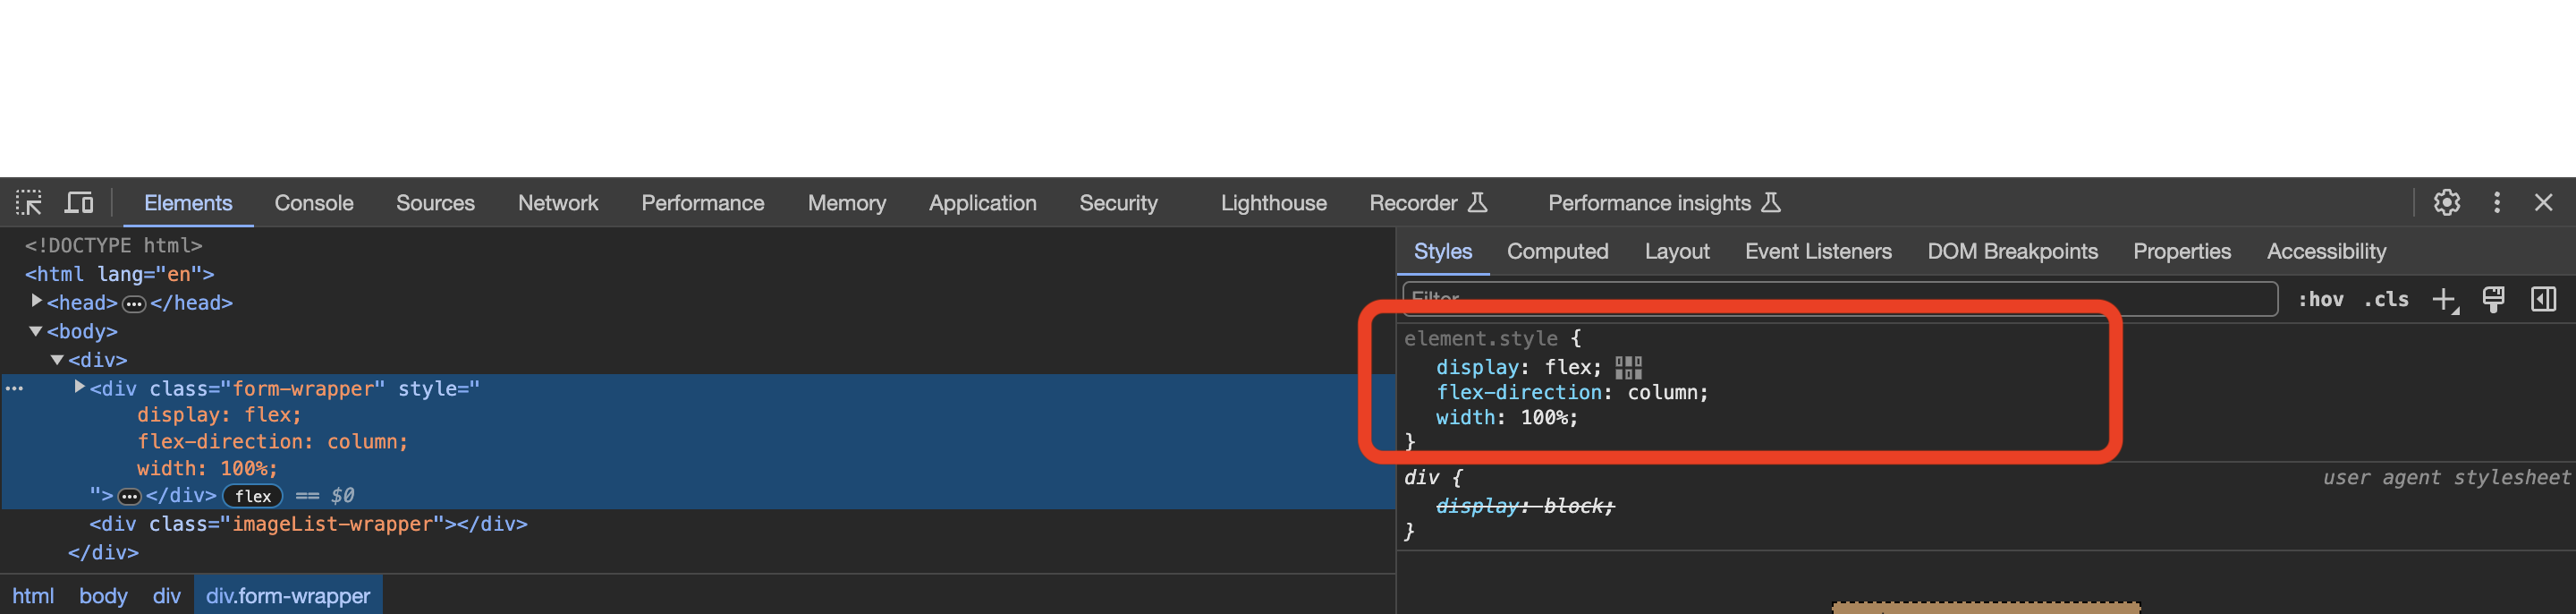 Elements Console Sources Network Performance Memory Application Security Lighthouse Recorder Performance insights
<!DOCTYPE html>
<html lang="en">
<head>…</head>
<body>
<div>
<div class="form-wrapper" style="
display: flex;
flex-direction: column;
width: 100%;
">…</div> flex == $0
<div class="imageList-wrapper"></div>
</div>
html body div div.form-wrapper
Styles Computed Layout Event Listeners DOM Breakpoints Properties Accessibility
Filter :hov .cls
element.style {
display: flex;
flex-direction: column;
width: 100%;
}
div { user agent stylesheet
display: block;
}